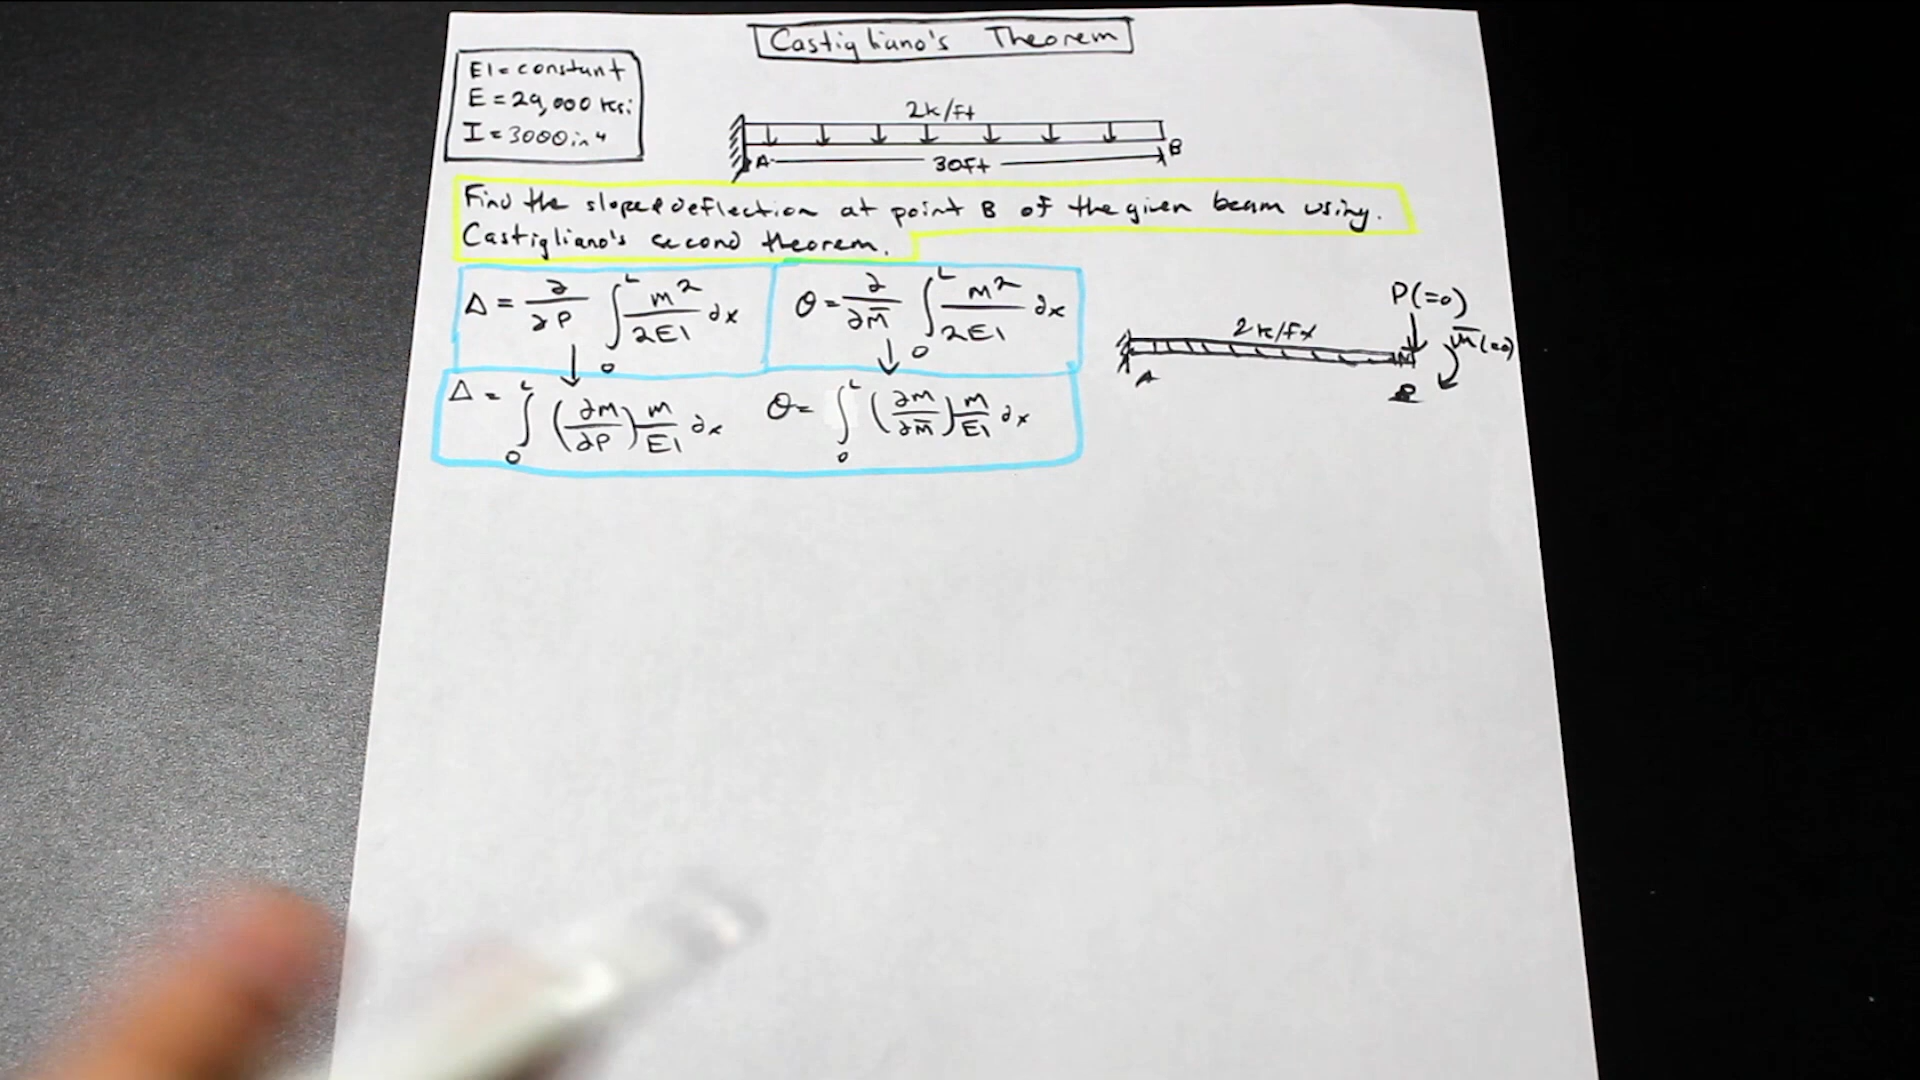 Castigliano's Theorem
EI = constant
E = 29,000 ksi
I = 3000 in⁴
2k/ft
A
30ft
B
Find the slope & deflection at point B of the given beam using.
Castigliano's second theorem.
Δ = ∂/∂P ∫₀ᴸ M²/2EI dx
θ = ∂/∂M̅ ∫₀ᴸ M²/2EI dx
P(=0)
2k/ft
M̅(=0)
A
B
Δ = ∫₀ᴸ (∂M/∂P) M/EI dx
θ = ∫₀ᴸ (∂M/∂M̅) M/EI dx